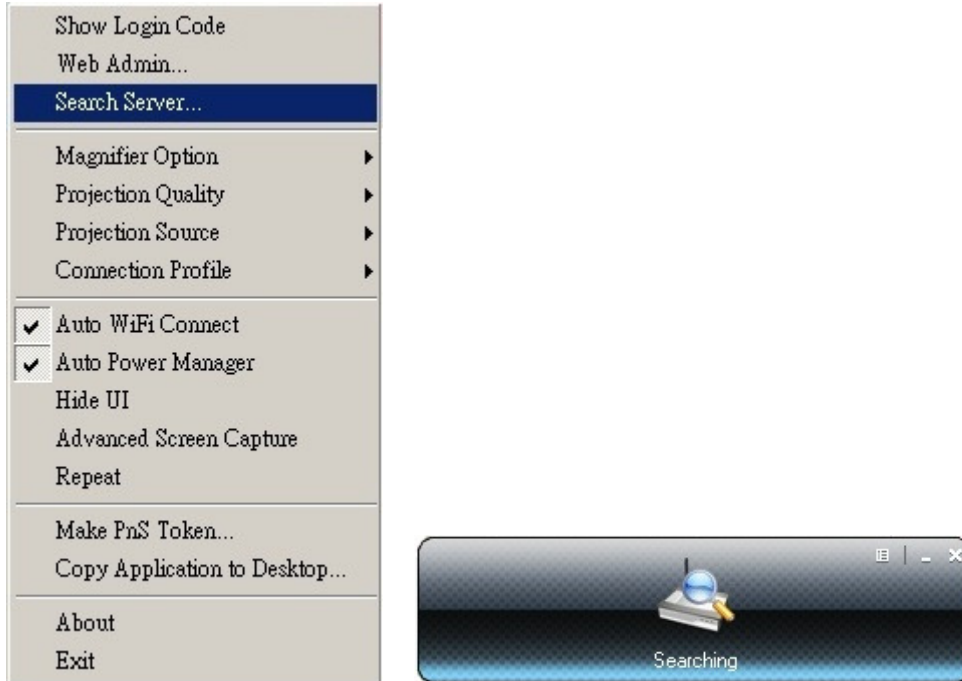 Show Login Code
Web Admin...
Search Server...
Magnifier Option
Projection Quality
Projection Source
Connection Profile
Auto WiFi Connect
Auto Power Manager
Hide UI
Advanced Screen Capture
Repeat
Make PnS Token...
Copy Application to Desktop...
About
Exit
Searching